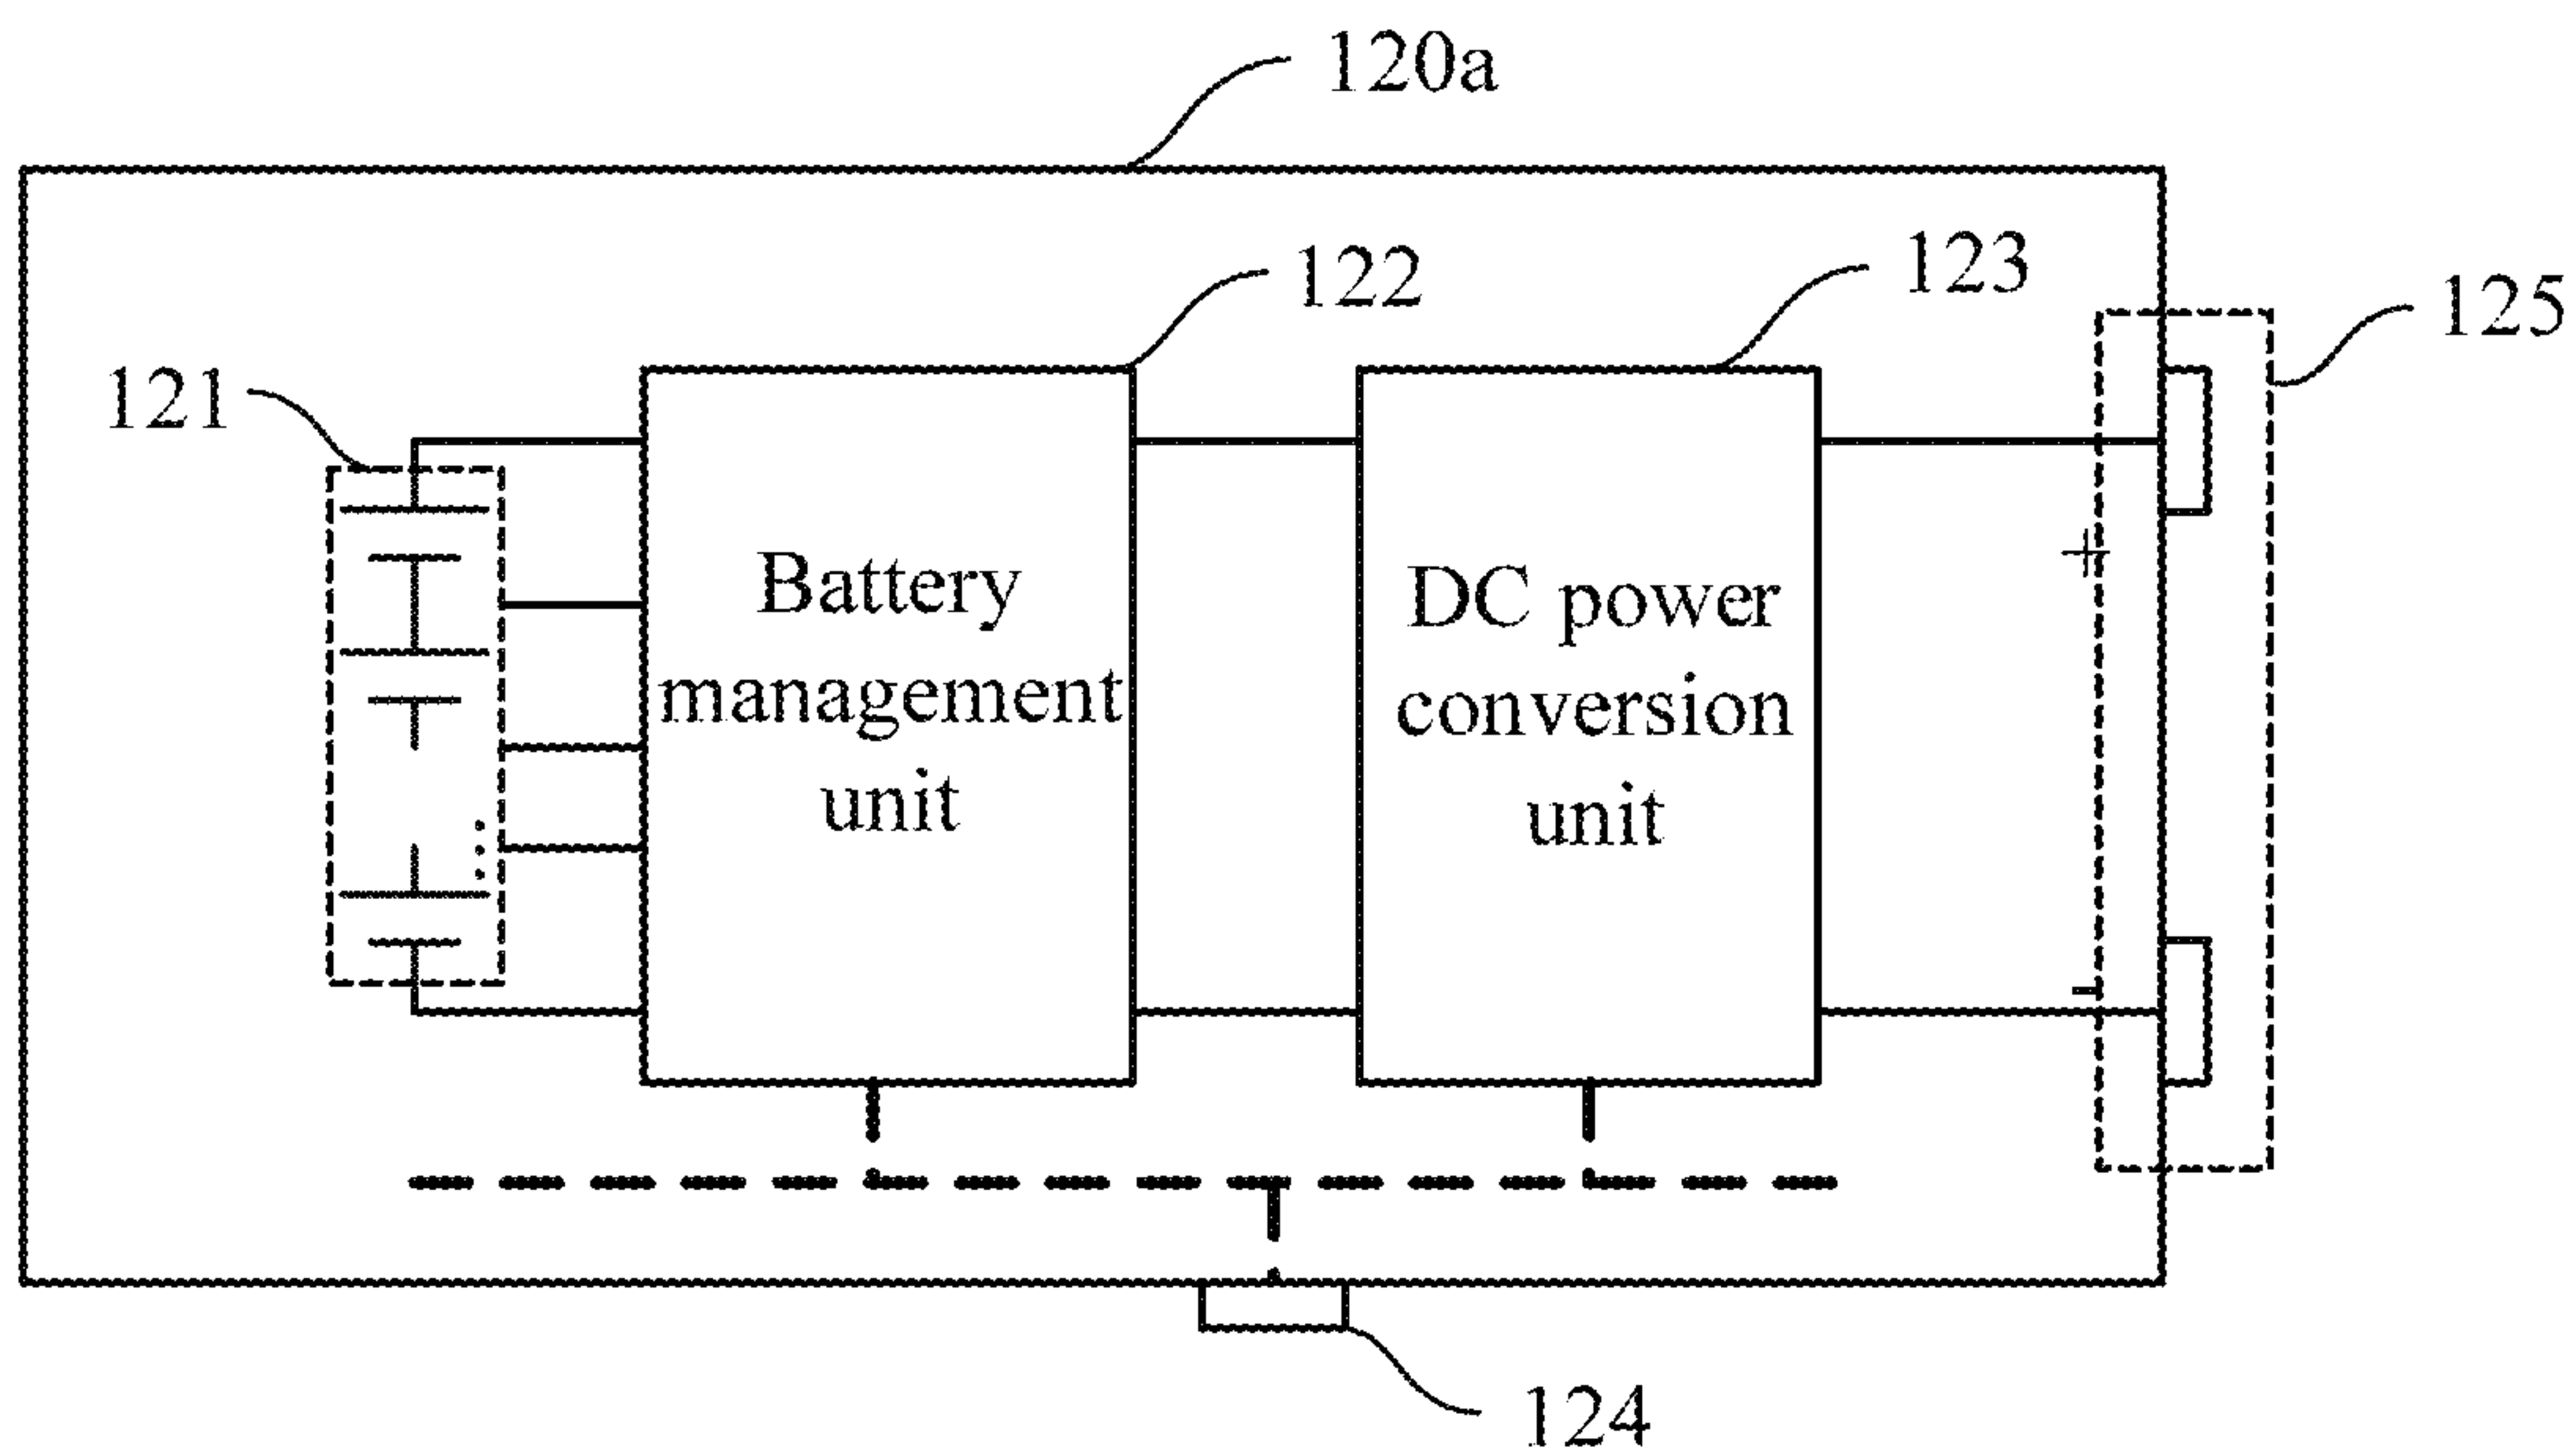 120a
122
123
125
121
Battery
management
unit
DC power
conversion
unit
+
-
124